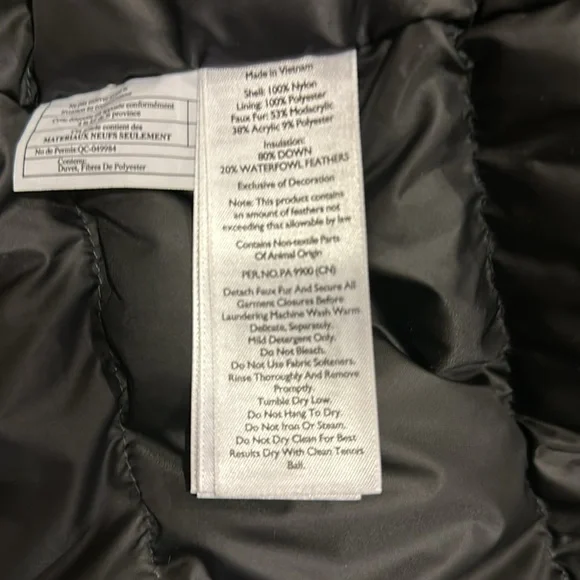 conformément
province
contient des
MATÉRIAUX NEUFS SEULEMENT
No de Permis QC-049984
Contenu:
Duvet, Fibres De Polyester
Made in Vietnam
Shell: 100% Nylon
Lining: 100% Polyester
Faux Fur: 53% Modacrylic
38% Acrylic 9% Polyester
Insulation:
80% DOWN
20% WATERFOWL FEATHERS
Exclusive of Decoration
Note: This product contains
an amount of feathers not
exceeding that allowable by law
Contains Non-textile Parts
Of Animal Origin
PER.NO.PA 9900 (CN)
Detach Faux Fur And Secure All
Garment Closures Before
Laundering Machine Wash Warm
Delicate, Separately.
Mild Detergent Only.
Do Not Bleach.
Do Not Use Fabric Softeners.
Rinse Thoroughly And Remove
Promptly.
Tumble Dry Low.
Do Not Hang To Dry.
Do Not Iron Or Steam.
Do Not Dry Clean For Best
Results Dry With Clean Tennis
Ball.